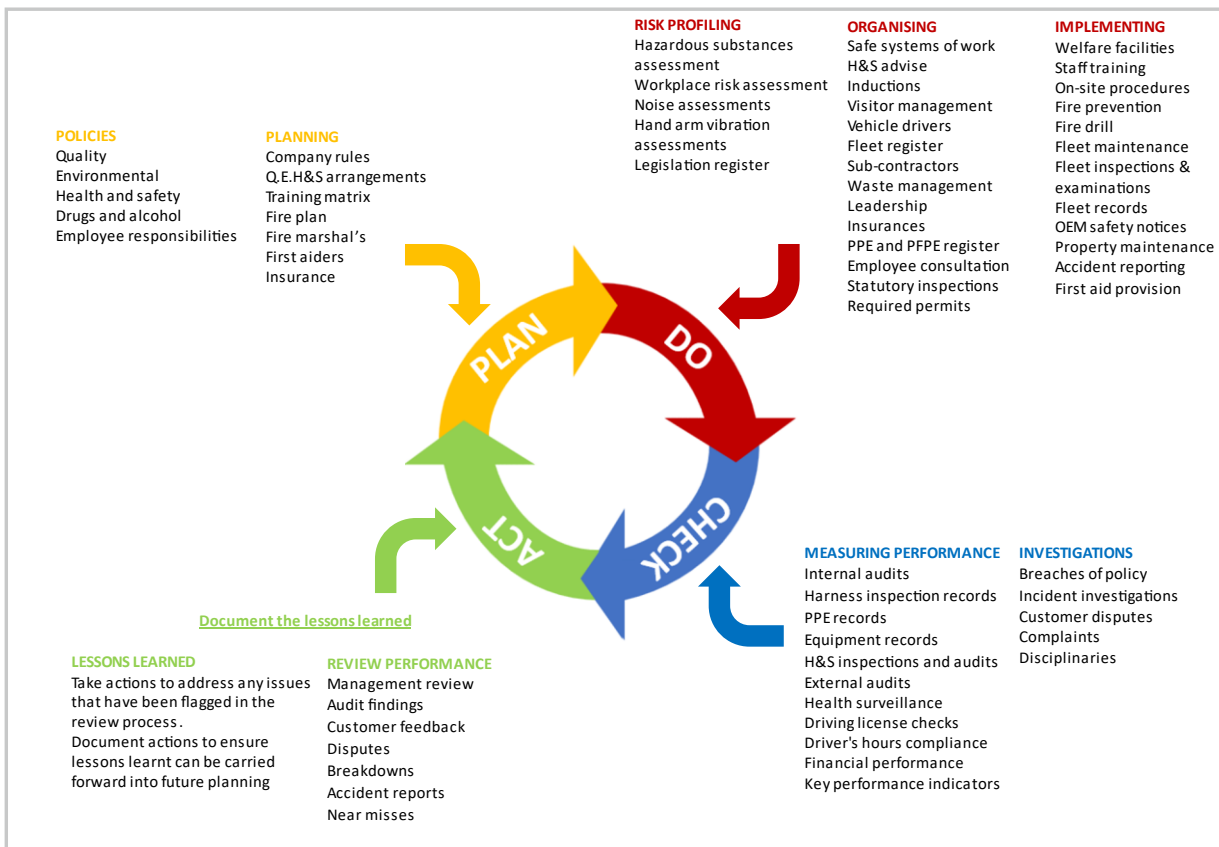 POLICIES
Quality
Environmental
Health and safety
Drugs and alcohol
Employee responsibilities
PLANNING
Company rules
Q.E.H&S arrangements
Training matrix
Fire plan
Fire marshal's
First aiders
Insurance
RISK PROFILING
Hazardous substances
assessment
Workplace risk assessment
Noise assessments
Hand arm vibration
assessments
Legislation register
ORGANISING
Safe systems of work
H&S advise
Inductions
Visitor management
Vehicle drivers
Fleet register
Sub-contractors
Waste management
Leadership
Insurances
PPE and PFPE register
Employee consultation
Statutory inspections
Required permits
IMPLEMENTING
Welfare facilities
Staff training
On-site procedures
Fire prevention
Fire drill
Fleet maintenance
Fleet inspections &
examinations
Fleet records
OEM safety notices
Property maintenance
Accident reporting
First aid provision
PLAN
DO
CHECK
ACT
MEASURING PERFORMANCE
Internal audits
Harness inspection records
PPE records
Equipment records
H&S inspections and audits
External audits
Health surveillance
Driving license checks
Driver's hours compliance
Financial performance
Key performance indicators
INVESTIGATIONS
Breaches of policy
Incident investigations
Customer disputes
Complaints
Disciplinaries
Document the lessons learned
LESSONS LEARNED
Take actions to address any issues
that have been flagged in the
review process.
Document actions to ensure
lessons learnt can be carried
forward into future planning
REVIEW PERFORMANCE
Management review
Audit findings
Customer feedback
Disputes
Breakdowns
Accident reports
Near misses